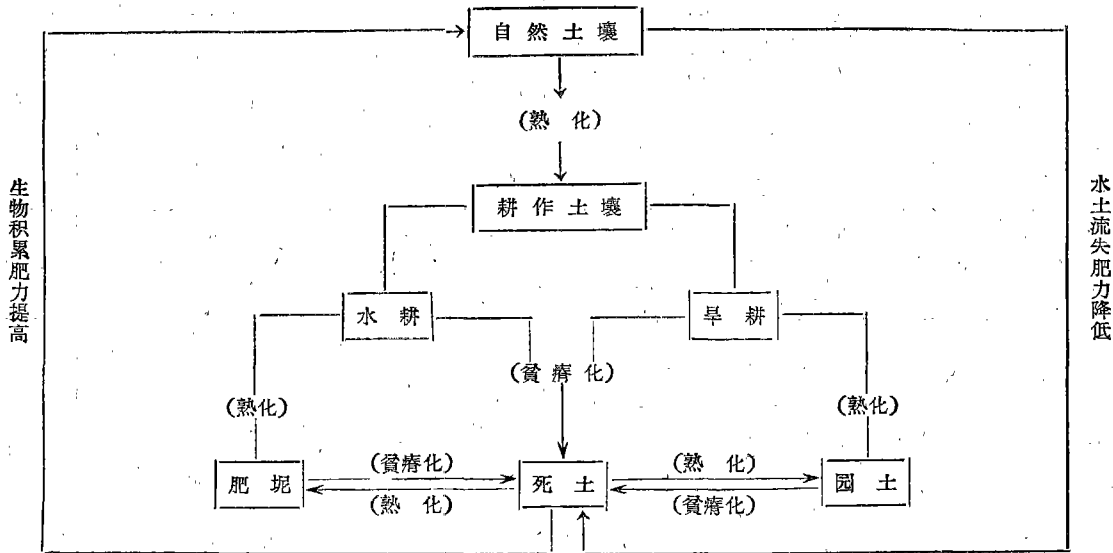 自然土壤
(熟化)
耕作土壤
生物积累肥力提高
水土流失肥力降低
水耕
旱耕
(貧瘠化)
(熟化)
(熟化)
(貧瘠化)
(熟化)
肥坭
死土
园土
(熟化)
(貧瘠化)